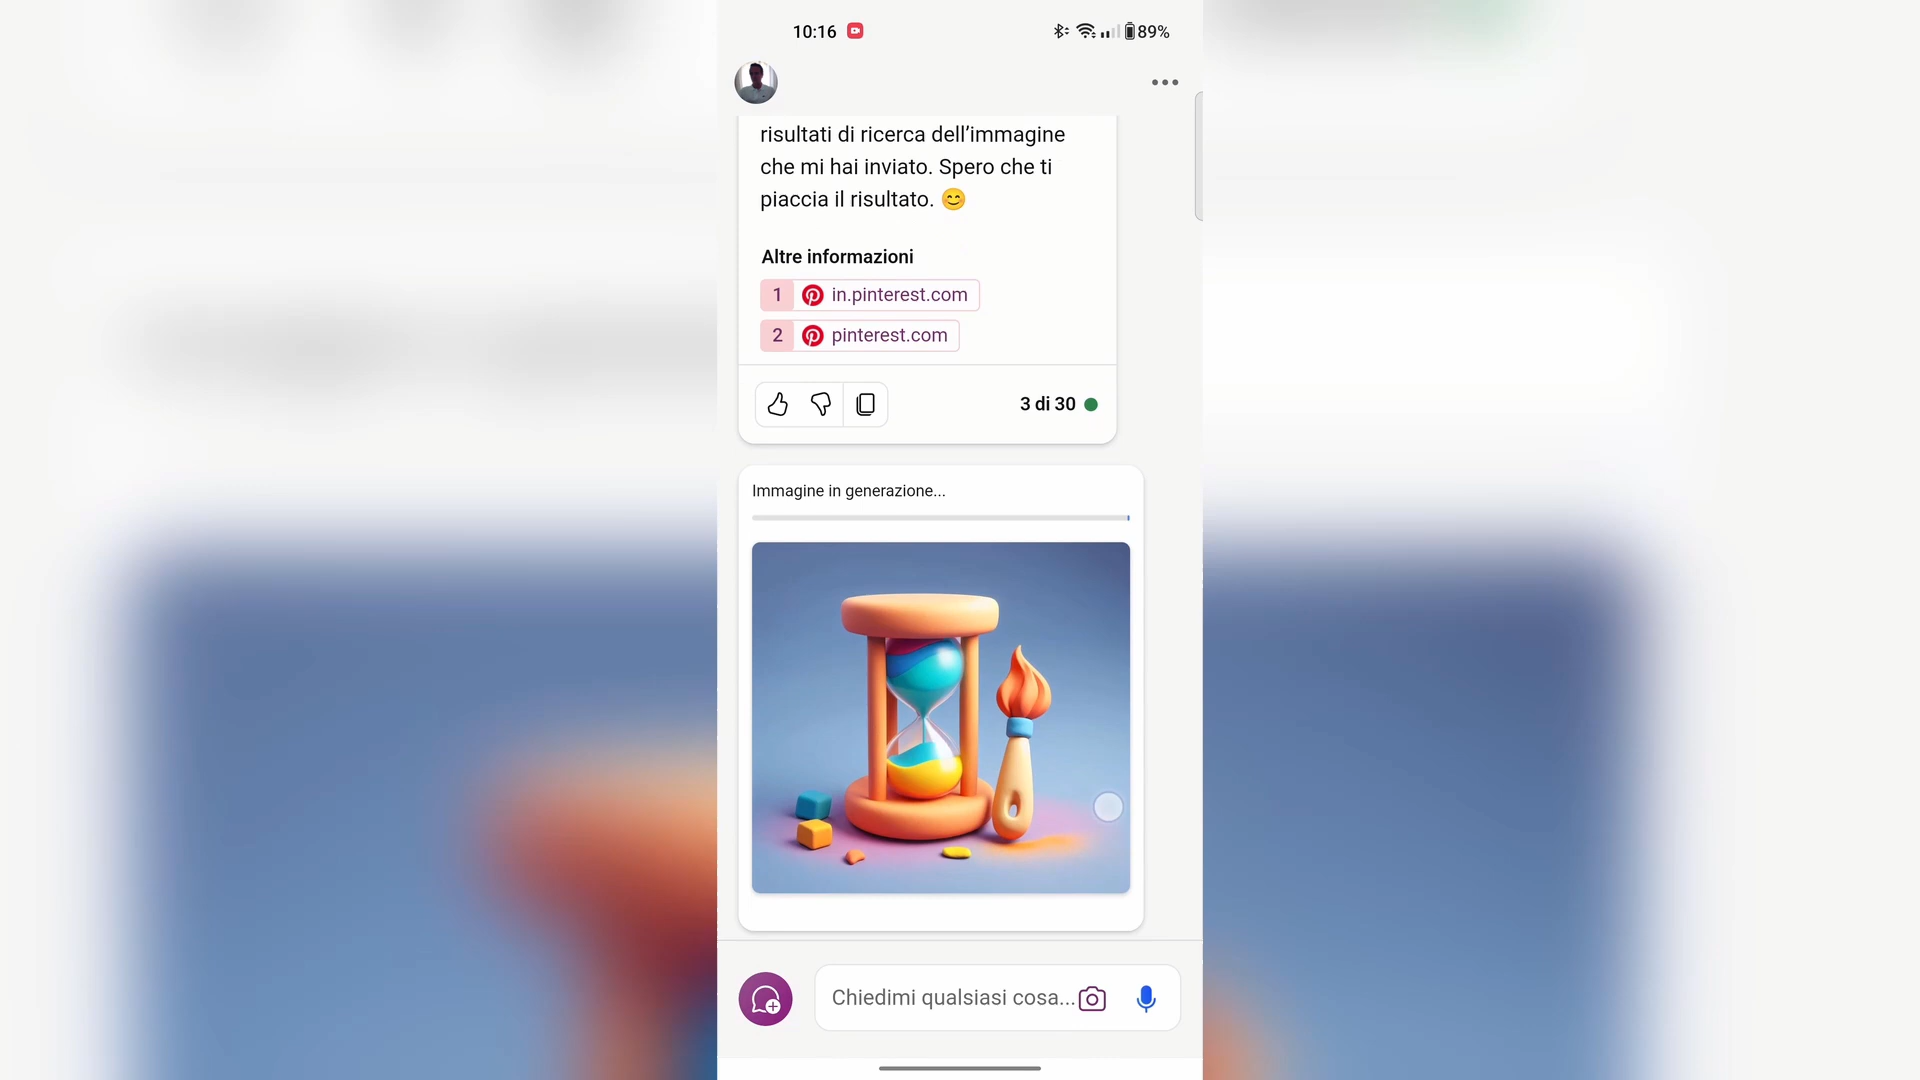 10:16
89%
risultati di ricerca dell’immagine
che mi hai inviato. Spero che ti
piaccia il risultato. 😊
Altre informazioni
1 in.pinterest.com
2 pinterest.com
3 di 30
Immagine in generazione...
Chiedimi qualsiasi cosa...